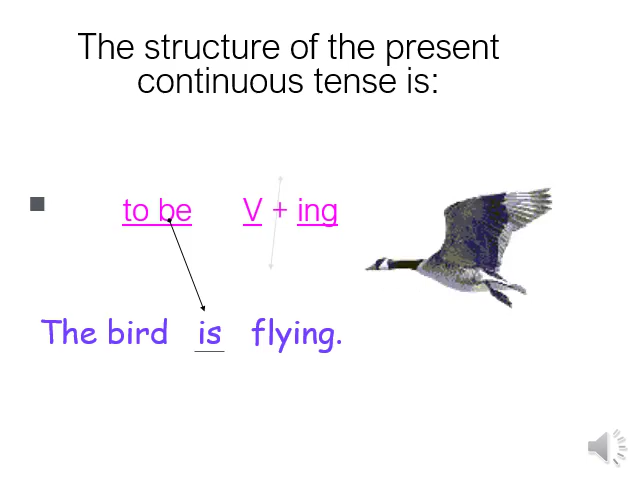 The structure of the present
continuous tense is:
to be V + ing
The bird is flying.